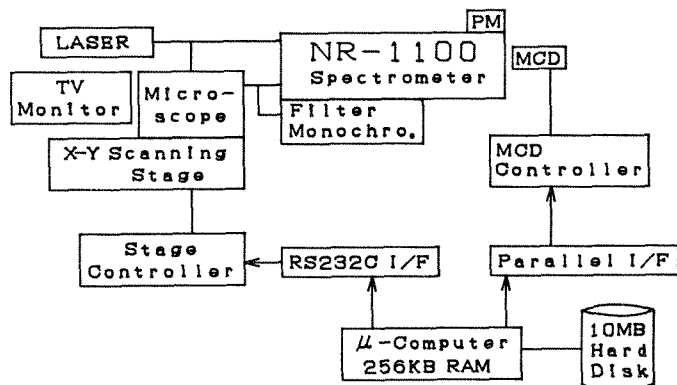 PM
LASER
NR-1100
Spectrometer
MCD
TV
Monitor
Micro-
scope
Filter
Monochro.
X-Y Scanning
Stage
MCD
Controller
Stage
Controller
RS232C I/F
Parallel I/F
μ-Computer
256KB RAM
10MB
Hard
Disk